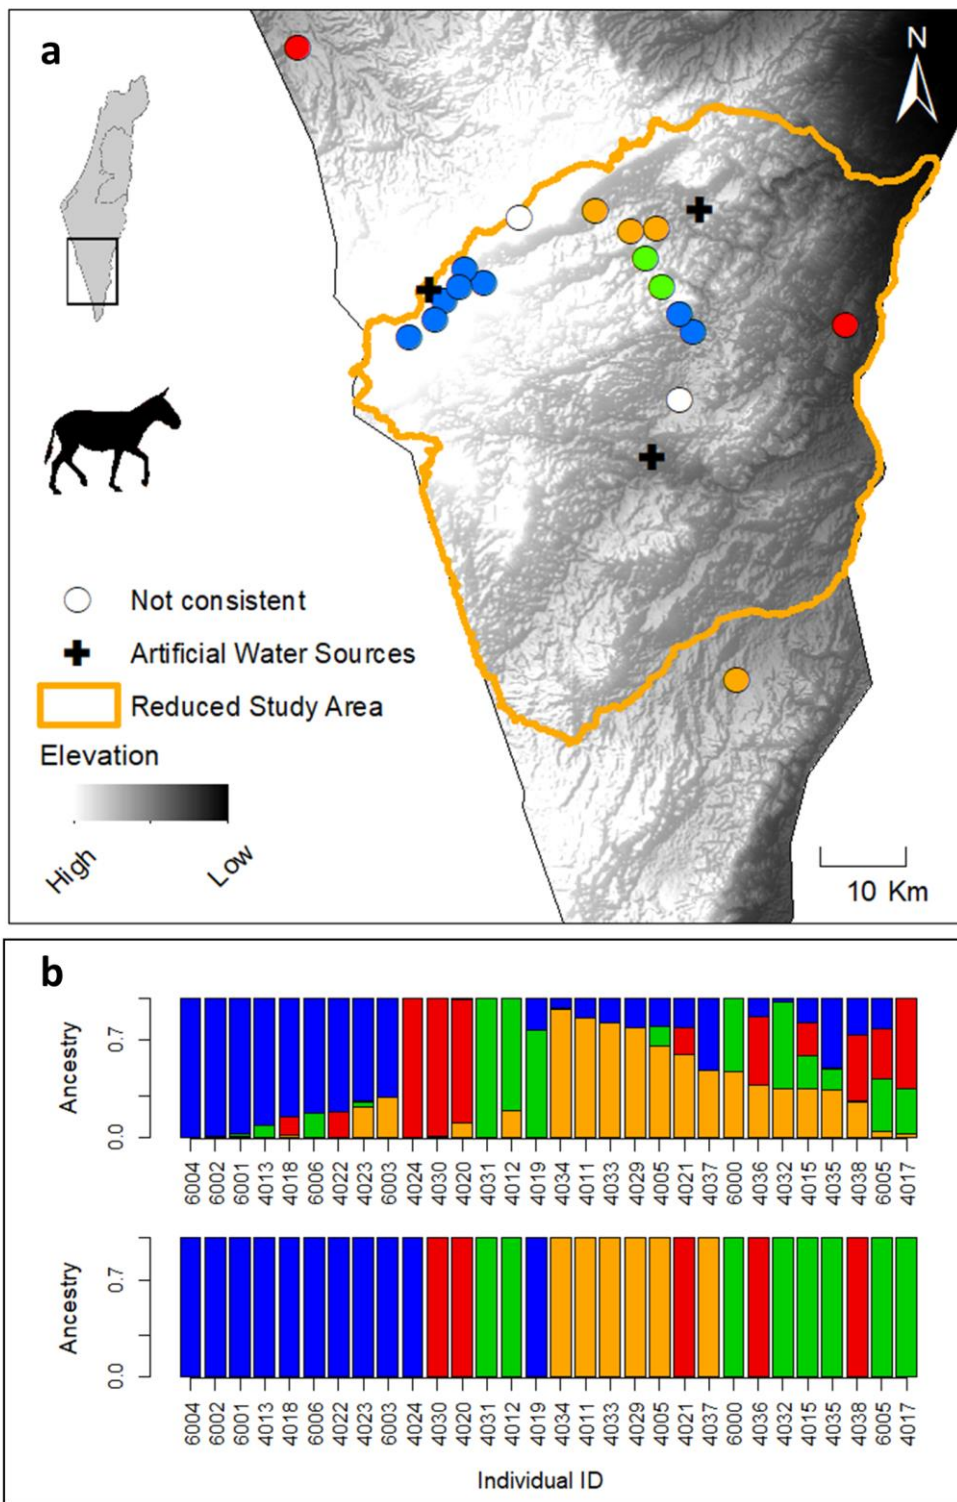 a
N
Not consistent
Artificial Water Sources
Reduced Study Area
Elevation
High
Low
10 Km
b
Ancestry
0.7
0.0
6004 6002 6001 4013 4018 6006 4022 4023 6003 4024 4030 4020 4031 4012 4019 4034 4011 4033 4029 4005 4021 4037 6000 4036 4032 4015 4035 4038 6005 4017
Ancestry
0.7
0.0
6004 6002 6001 4013 4018 6006 4022 4023 6003 4024 4030 4020 4031 4012 4019 4034 4011 4033 4029 4005 4021 4037 6000 4036 4032 4015 4035 4038 6005 4017
Individual ID